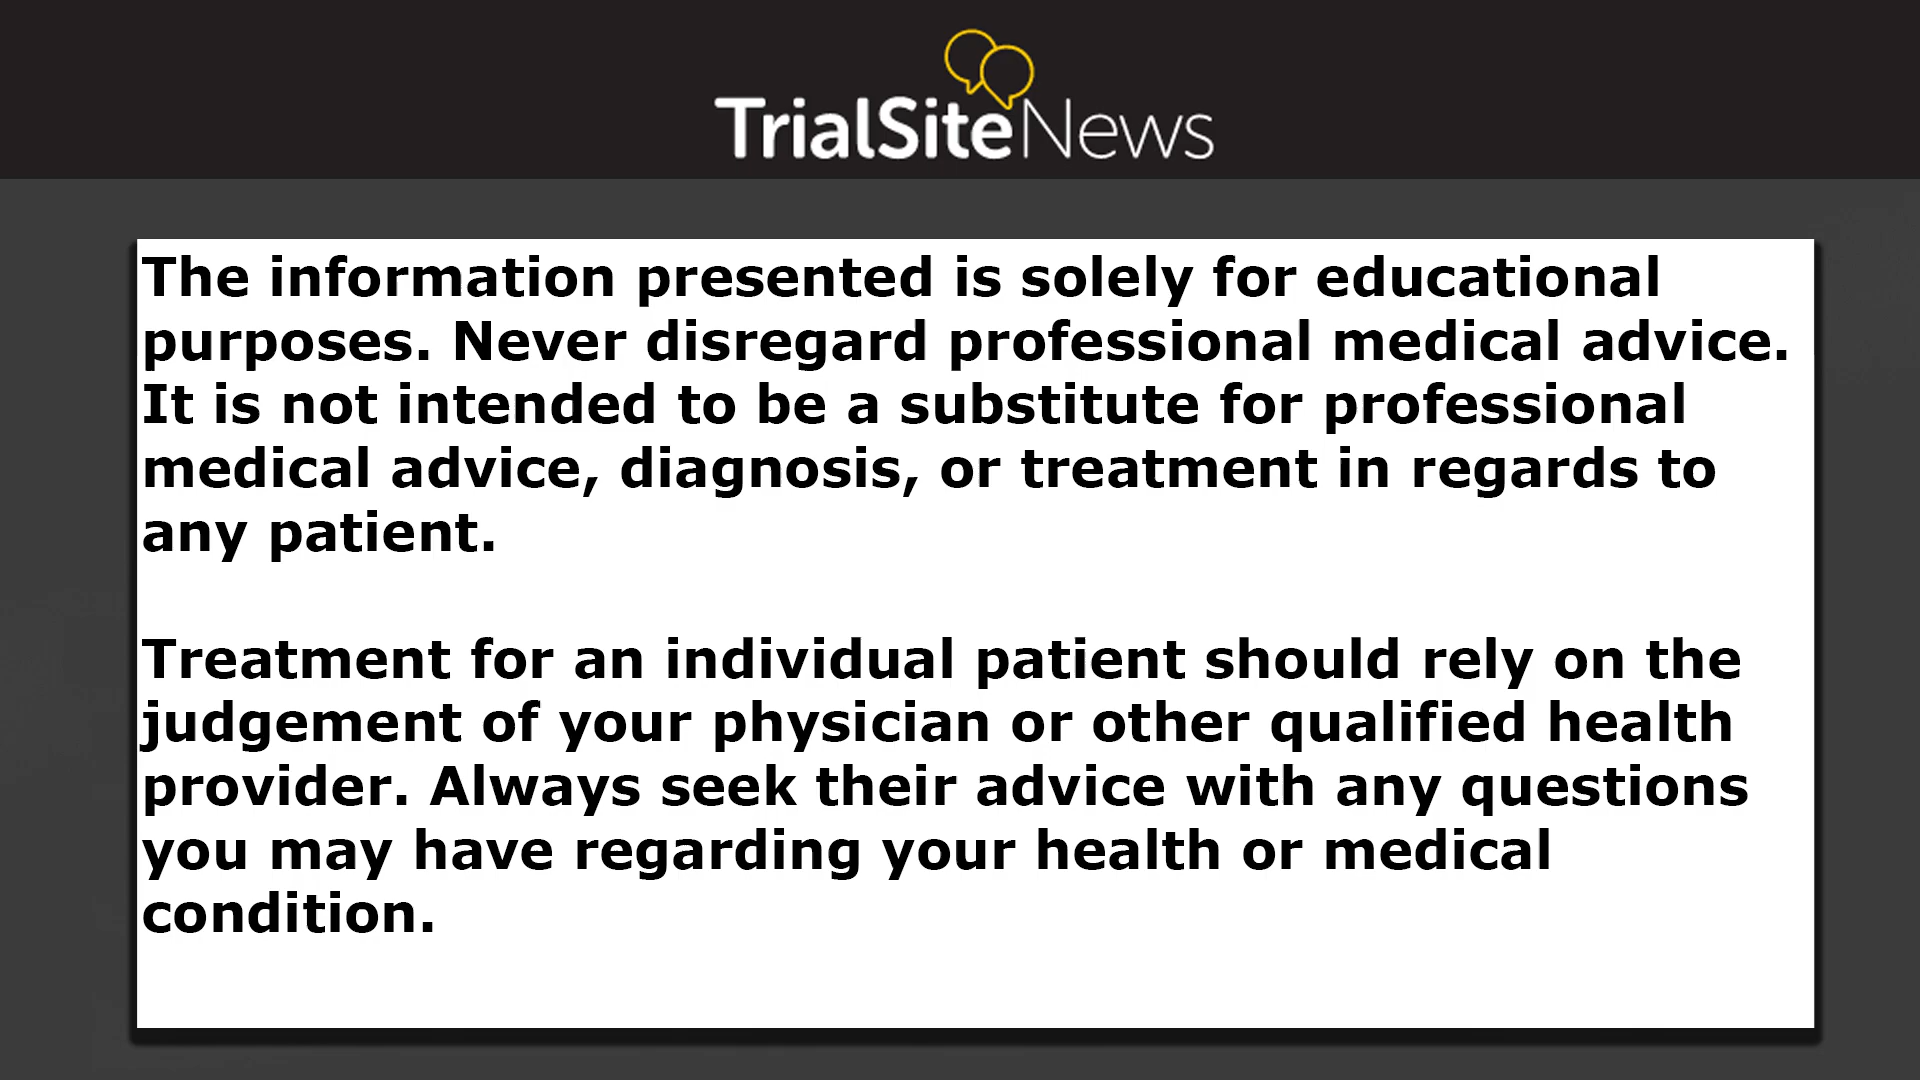 TrialSiteNews
The information presented is solely for educational
purposes. Never disregard professional medical advice.
It is not intended to be a substitute for professional
medical advice, diagnosis, or treatment in regards to
any patient.
Treatment for an individual patient should rely on the
judgement of your physician or other qualified health
provider. Always seek their advice with any questions
you may have regarding your health or medical
condition.